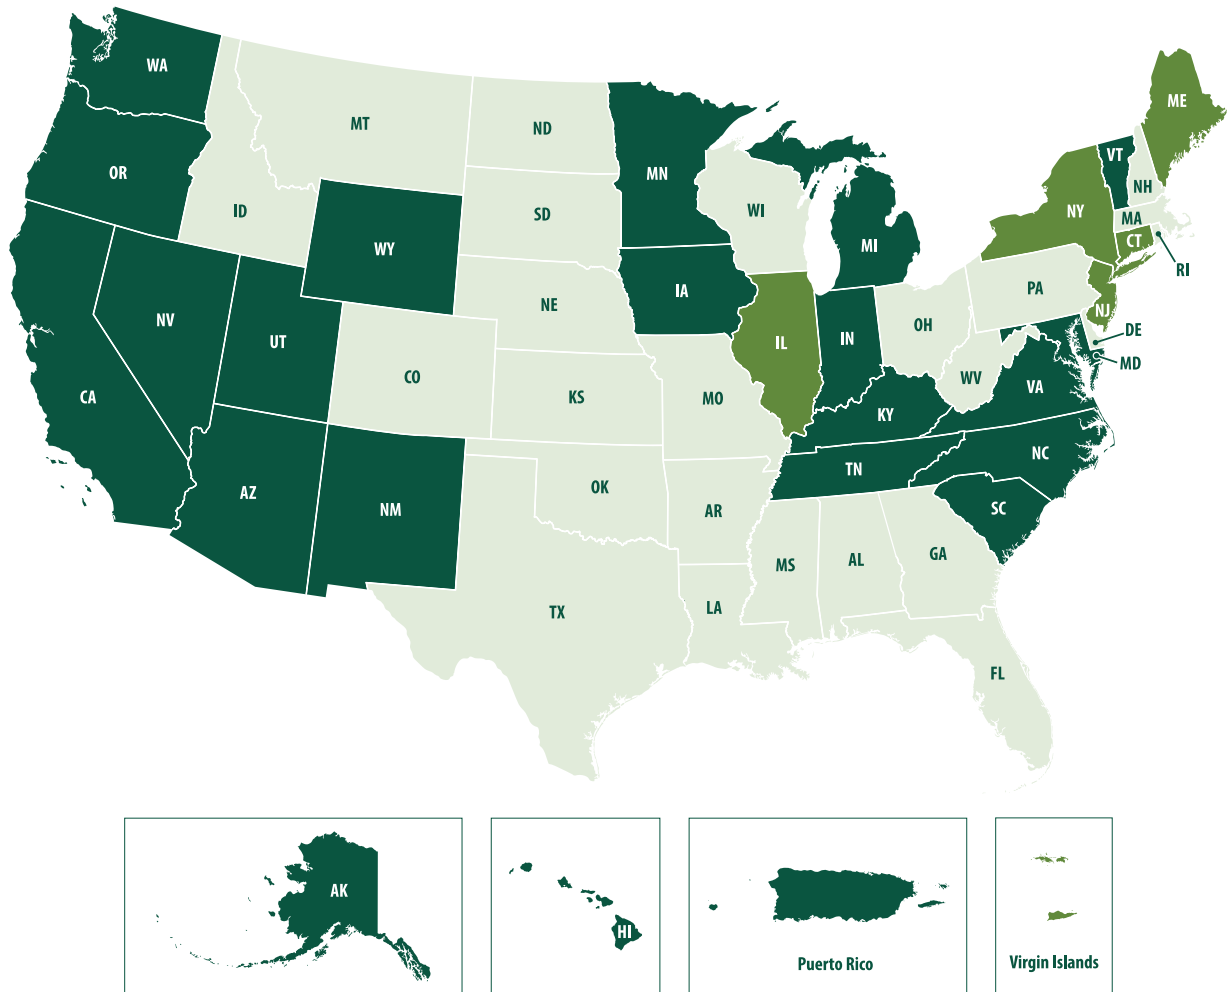 WA
ME
MT
ND
VT
OR
MN
NH
ID
SD
WI
NY
MA
WY
MI
CT
RI
IA
PA
NE
NV
NJ
UT
OH
IN
IL
DE
CO
WV
MD
CA
KS
MO
VA
KY
NC
TN
AZ
OK
NM
AR
SC
GA
MS
AL
TX
LA
FL
AK
HI
Puerto Rico
Virgin Islands